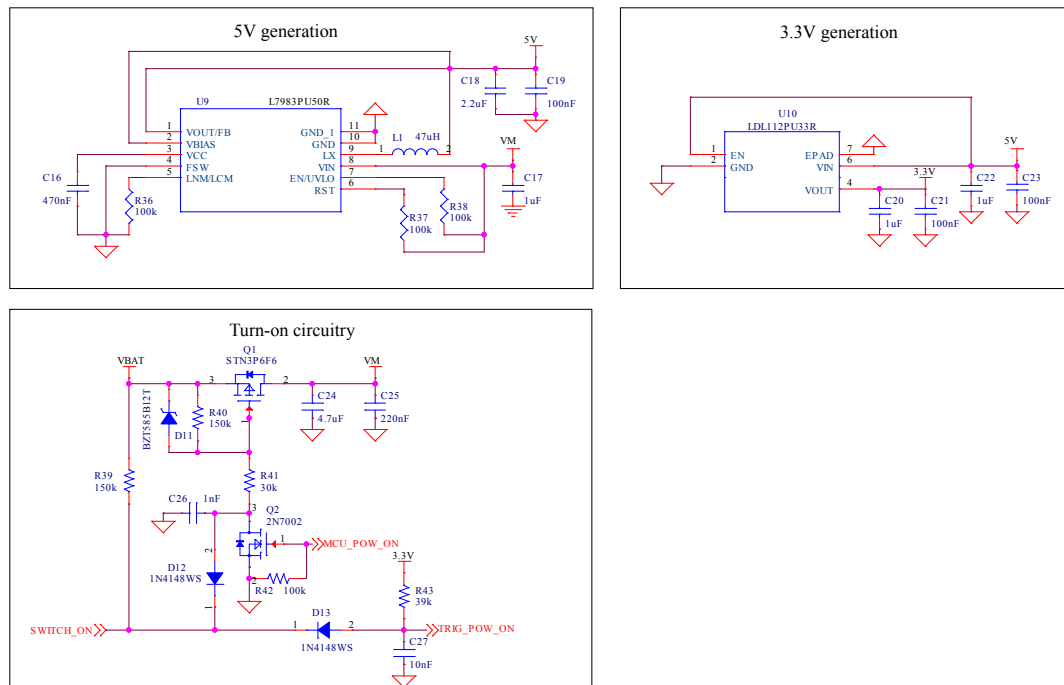 5V generation
5V
C18
2.2uF
C19
100nF
U9
L7983PU50R
1 VOUT/FB
2 VBIAS
3 VCC
4 FSW
5 LNM/LCM
GND_1 11
GND 10
LX 9
VIN 8
EN/UVLO 7
RST 6
L1
47uH
1
2
VM
C17
1uF
C16
470nF
R36
100k
R37
100k
R38
100k
3.3V generation
U10
LDL112PU33R
1 EN
2 GND
EPAD 7
VIN 6
VOUT 4
5V
3.3V
C22
1uF
C23
100nF
C20
1uF
C21
100nF
Turn-on circuitry
VBAT
Q1
STN3P6F6
VM
3
2
1
BZT585B12T
D11
R40
150k
C24
4.7uF
C25
220nF
R39
150k
R41
30k
C26
1nF
3
Q2
2N7002
1
MCU_POW_ON
2
R42
100k
3.3V
R43
39k
2
D12
1N4148WS
1
SWITCH_ON
D13
1
2
1N4148WS
TRIG_POW_ON
C27
10nF